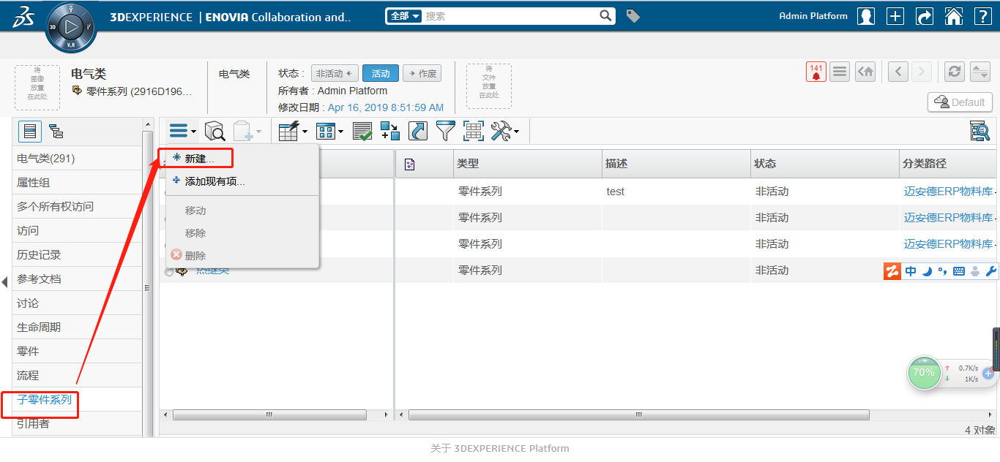 3DEXPERIENCE | ENOVIA Collaboration and..
全部 搜索
Admin Platform
3D
V.R
将
图像
放置
在此处
电气类
零件系列 (2916D196...
电气类
状态 : 非活动 活动 作废
所有者 : Admin Platform
修改日期 : Apr 16, 2019 8:51:59 AM
将
文件
放置
在此处
141
Default
电气类(291)
属性组
多个所有权访问
访问
历史记录
参考文档
讨论
生命周期
零件
流程
子零件系列
引用者
新建...
添加现有项...
移动
移除
删除
热继类
类型 描述 状态 分类路径
零件系列 test 非活动 迈安德ERP物料库
零件系列 非活动 迈安德ERP物料库
零件系列 非活动 迈安德ERP物料库
零件系列 非活动
中
70%
0.7K/s
1K/s
4 对象
关于 3DEXPERIENCE Platform